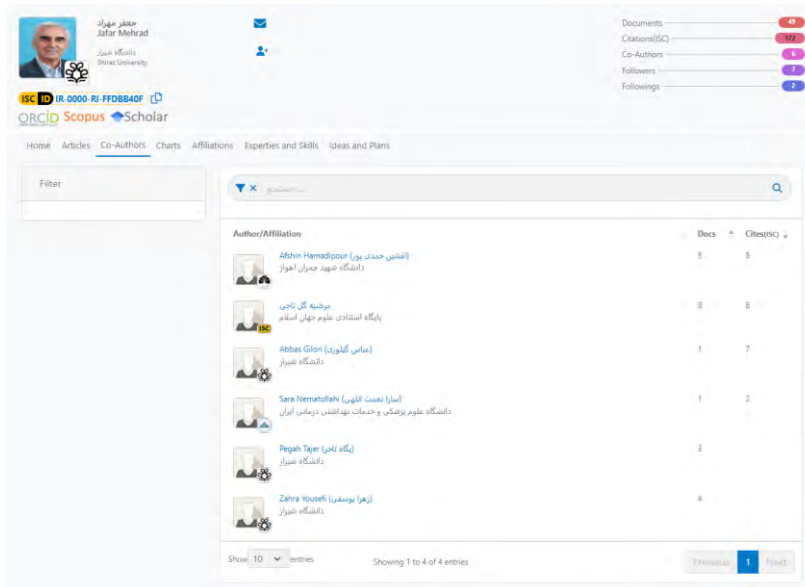 جعفر مهراد
Jafar Mehrad
دانشگاه شیراز
Shiraz University
ISC ID IR-0000-RI-FFDBB40F
ORCID Scopus Scholar
Documents 49
Citations(ISC) 172
Co-Authors 6
Followers 7
Followings 2
Home Articles Co-Authors Charts Affiliations Experties and Skills Ideas and Plans
Filter
Author/Affiliation Docs Cites(ISC)
Afshin Hamadipour (افشین حمدی پور) 5 8
دانشگاه شهید چمران اهواز
مرضیه گل تاجی 8 8
پایگاه استنادی علوم جهان اسلام
ISC
Abbas Gilori (عباس گیلوری) 1 7
دانشگاه شیراز
Sara Nematollahi (سارا نعمت اللهی) 1 2
دانشگاه علوم پزشکی و خدمات بهداشتی درمانی ایران
Pegah Tajer (پگاه تاجر) 3
دانشگاه شیراز
Zahra Yousefi (زهرا یوسفی) 4
دانشگاه شیراز
Show 10 entries Showing 1 to 4 of 4 entries Previous 1 Next